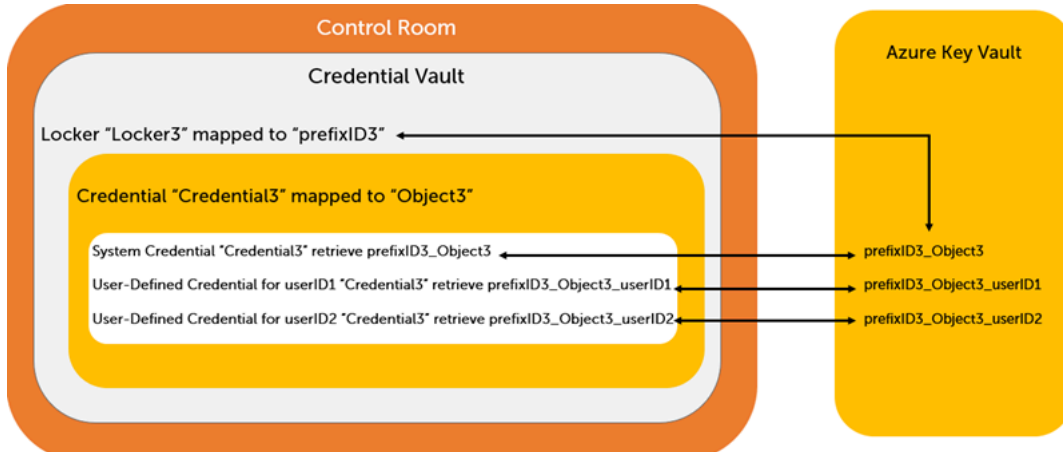 Control Room
Credential Vault
Azure Key Vault
Locker “Locker3” mapped to “prefixID3”
Credential “Credential3” mapped to “Object3”
System Credential “Credential3” retrieve prefixID3_Object3
prefixID3_Object3
User-Defined Credential for userID1 “Credential3” retrieve prefixID3_Object3_userID1
prefixID3_Object3_userID1
User-Defined Credential for userID2 “Credential3” retrieve prefixID3_Object3_userID2
prefixID3_Object3_userID2